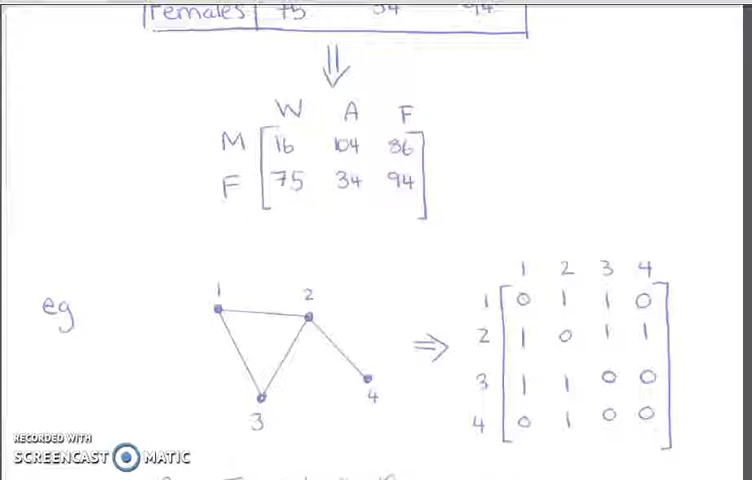 Females 75 34 94
W A F
M 16 104 86
F 75 34 94
eg
1 2
3 4
1 2 3 4
1 0 1 1 0
2 1 0 1 1
3 1 1 0 0
4 0 1 0 0
RECORDED WITH
SCREENCAST MATIC